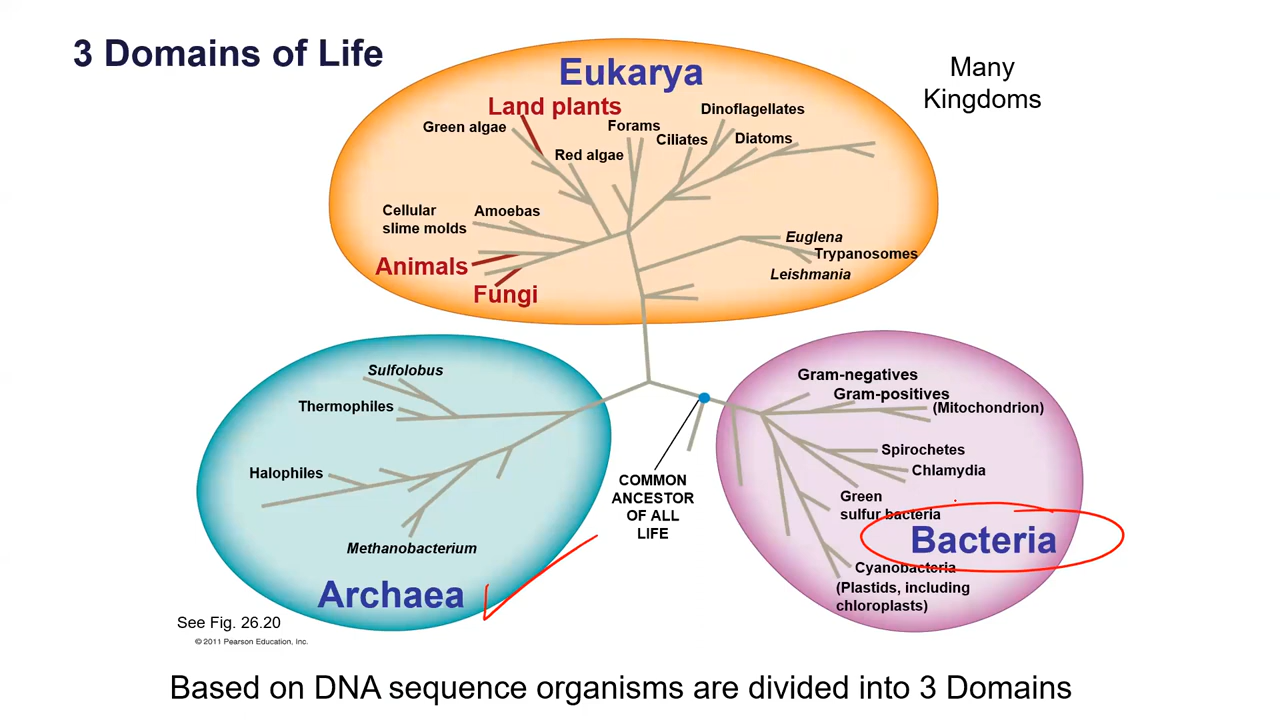 3 Domains of Life
Eukarya
Many
Kingdoms
Land plants
Dinoflagellates
Green algae
Forams
Ciliates
Diatoms
Red algae
Cellular
slime molds
Amoebas
Euglena
Trypanosomes
Leishmania
Animals
Fungi
Sulfolobus
Thermophiles
Halophiles
Methanobacterium
Archaea
COMMON
ANCESTOR
OF ALL
LIFE
Gram-negatives
Gram-positives
(Mitochondrion)
Spirochetes
Chlamydia
Green
sulfur bacteria
Bacteria
Cyanobacteria
(Plastids, including
chloroplasts)
See Fig. 26.20
© 2011 Pearson Education, Inc.
Based on DNA sequence organisms are divided into 3 Domains